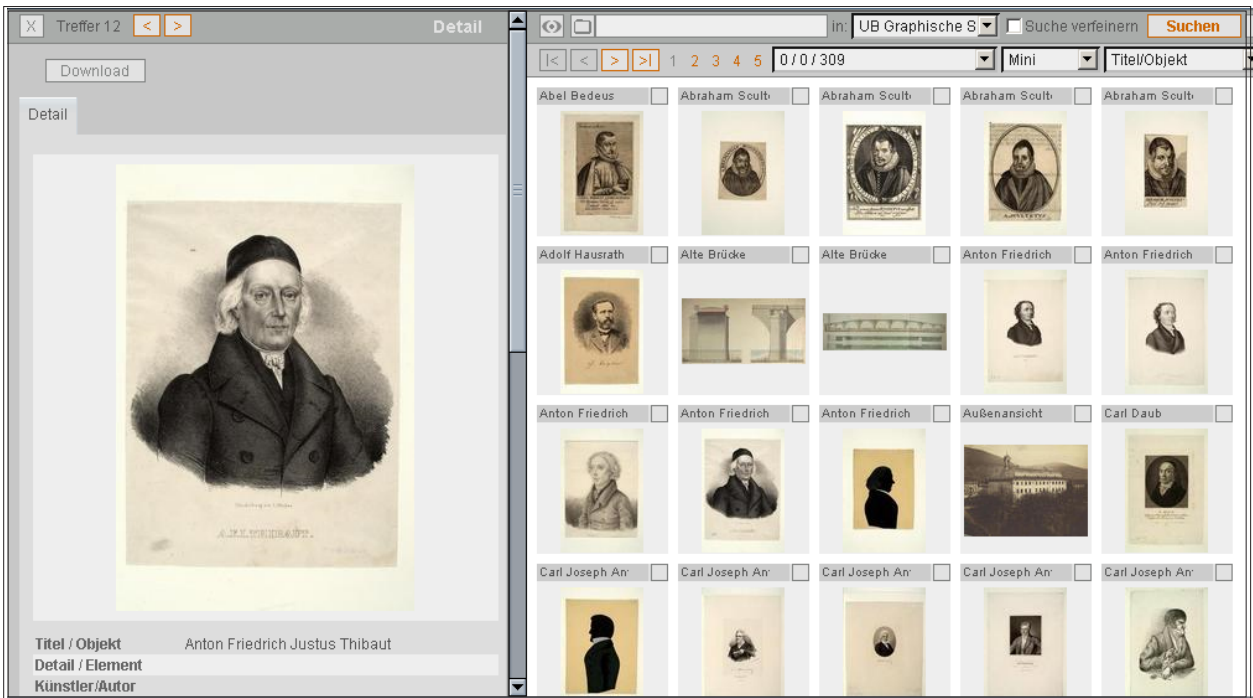 X Treffer 12 < > Detail
Download
Detail
A.F.I. THIBAUT.
Titel / Objekt Anton Friedrich Justus Thibaut
Detail / Element
Künstler/Autor
in: UB Graphische S Suche verfeinern Suchen
|< < > >| 1 2 3 4 5 0 / 0 / 309 Mini Titel/Objekt
Abel Bedeus Abraham Scult Abraham Scult Abraham Scult Abraham Scult
Adolf Hausrath Alte Brücke Alte Brücke Anton Friedrich Anton Friedrich
Anton Friedrich Anton Friedrich Anton Friedrich Außenansicht Carl Daub
Carl Joseph An Carl Joseph An Carl Joseph An Carl Joseph An Carl Joseph An